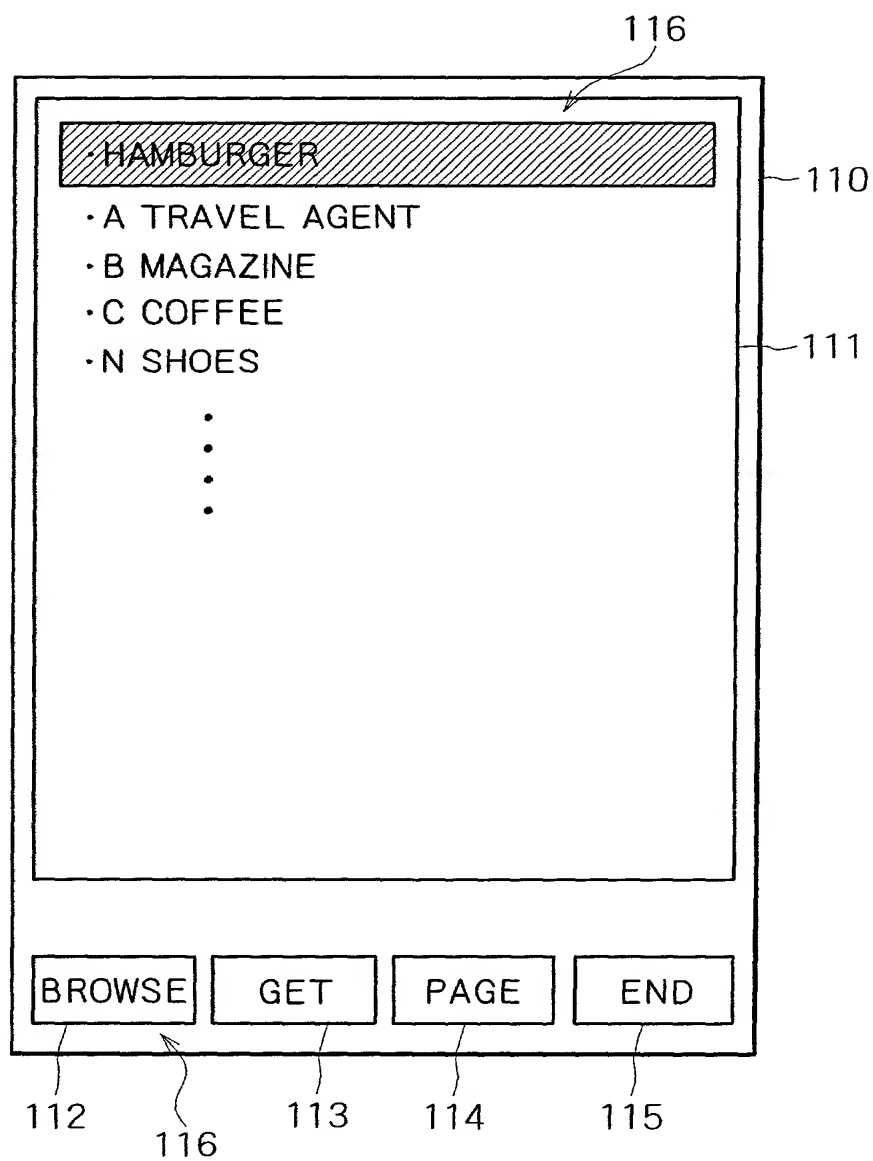 116
·HAMBURGER
110
·A TRAVEL AGENT
·B MAGAZINE
·C COFFEE
111
·N SHOES
BROWSE GET PAGE END
112 113 114 115
116